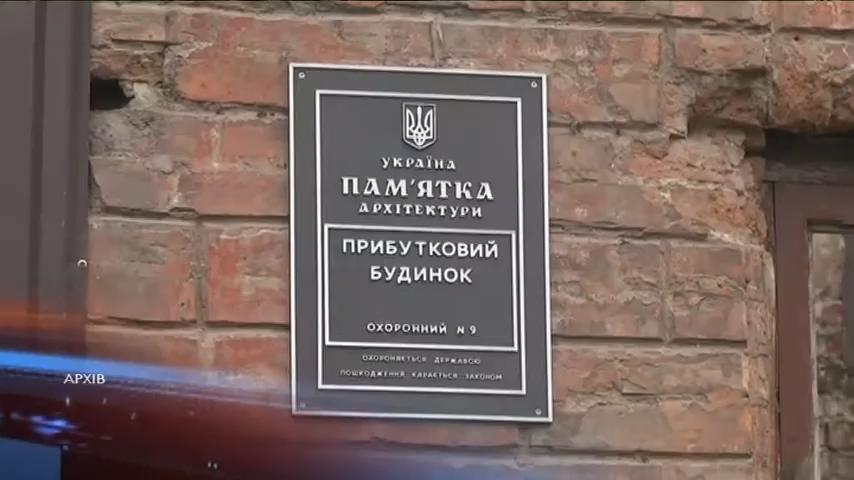 УКРАЇНА
ПАМ'ЯТКА
АРХІТЕКТУРИ
ПРИБУТКОВИЙ
БУДИНОК
ОХОРОННИЙ № 9
ОХОРОНЯЄТЬСЯ ДЕРЖАВОЮ
ПОШКОДЖЕННЯ КАРАЄТЬСЯ ЗАКОНОМ
АРХІВ